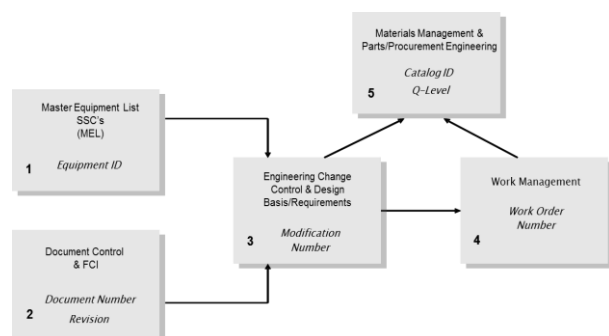 Materials Management &
Parts/Procurement Engineering
Catalog ID
Q-Level
5
Master Equipment List
SSC's
(MEL)
1
Equipment ID
Engineering Change
Control & Design
Basis/Requirements
Modification
3
Number
Work Management
Work Order
Number
4
Document Control
& FCI
Document Number
2
Revision